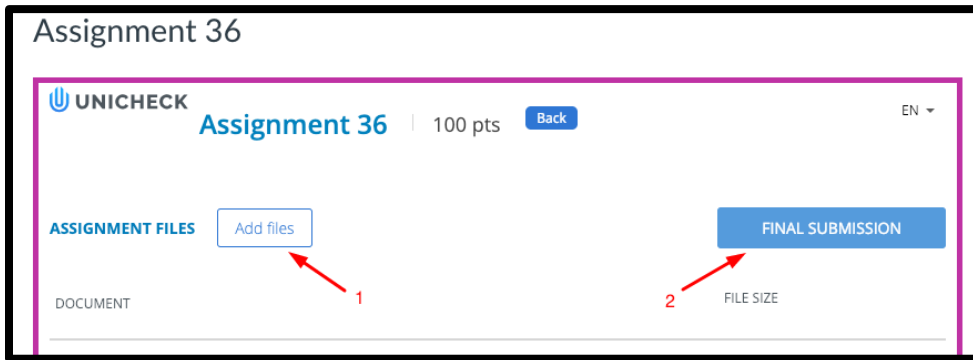 Assignment 36
UNICHECK
Assignment 36 100 pts Back EN
ASSIGNMENT FILES Add files FINAL SUBMISSION
1 2
DOCUMENT FILE SIZE